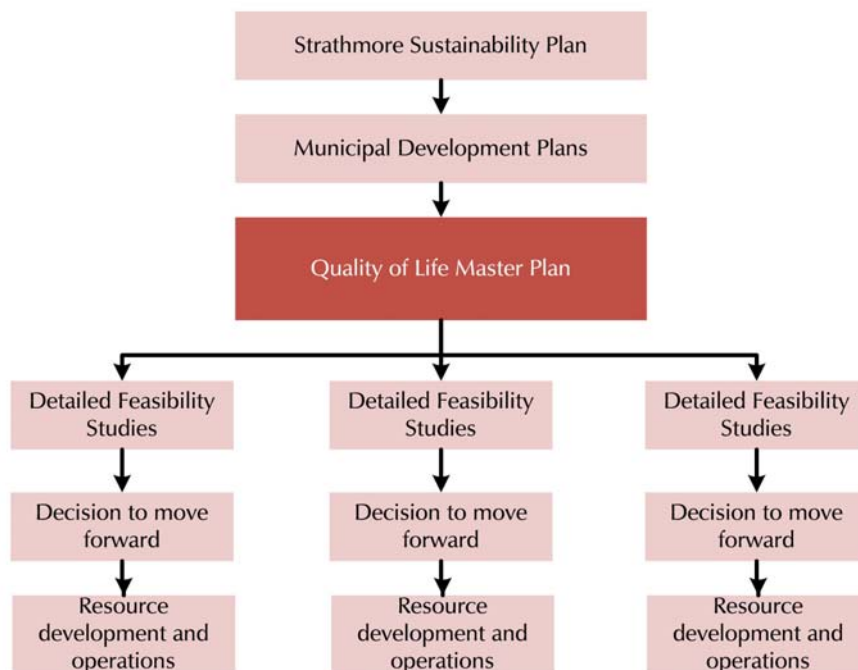 Strathmore Sustainability Plan
Municipal Development Plans
Quality of Life Master Plan
Detailed Feasibility
Studies
Detailed Feasibility
Studies
Detailed Feasibility
Studies
Decision to move
forward
Decision to move
forward
Decision to move
forward
Resource
development and
operations
Resource
development and
operations
Resource
development and
operations